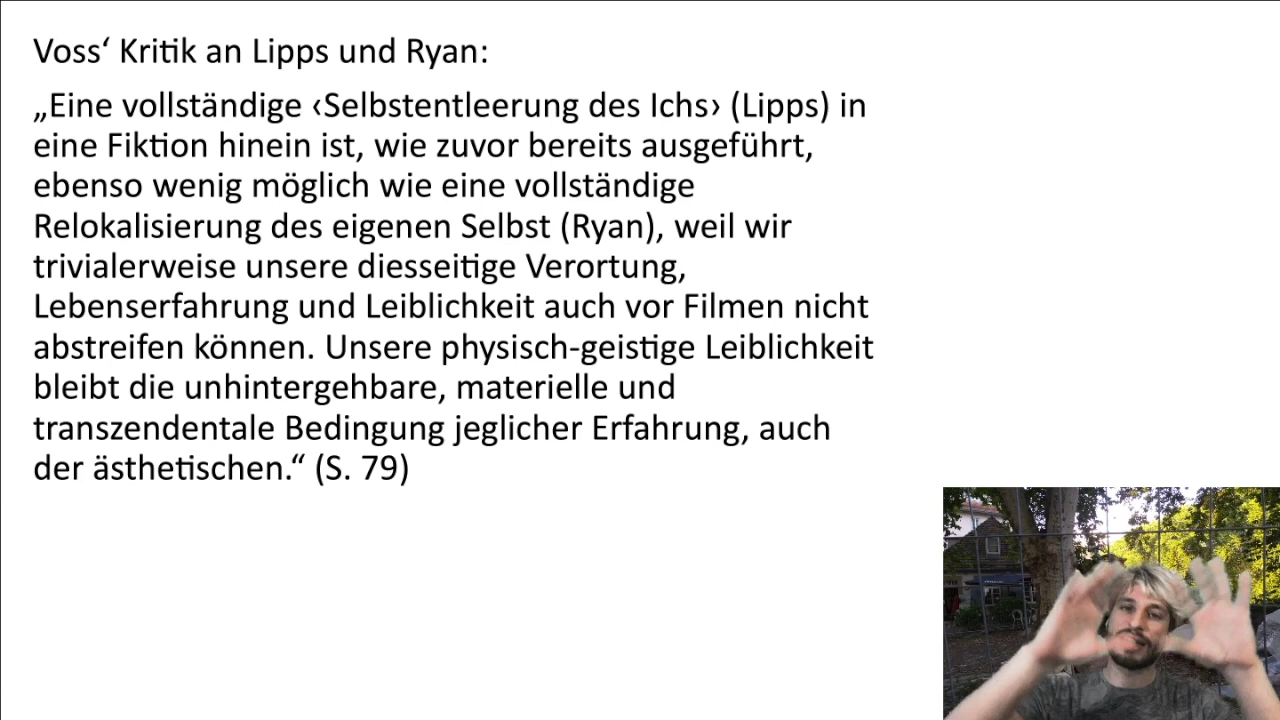 Voss‘ Kritik an Lipps und Ryan:
„Eine vollständige ‹Selbstentleerung des Ichs› (Lipps) in
eine Fiktion hinein ist, wie zuvor bereits ausgeführt,
ebenso wenig möglich wie eine vollständige
Relokalisierung des eigenen Selbst (Ryan), weil wir
trivialerweise unsere diesseitige Verortung,
Lebenserfahrung und Leiblichkeit auch vor Filmen nicht
abstreifen können. Unsere physisch-geistige Leiblichkeit
bleibt die unhintergehbare, materielle und
transzendentale Bedingung jeglicher Erfahrung, auch
der ästhetischen.“ (S. 79)